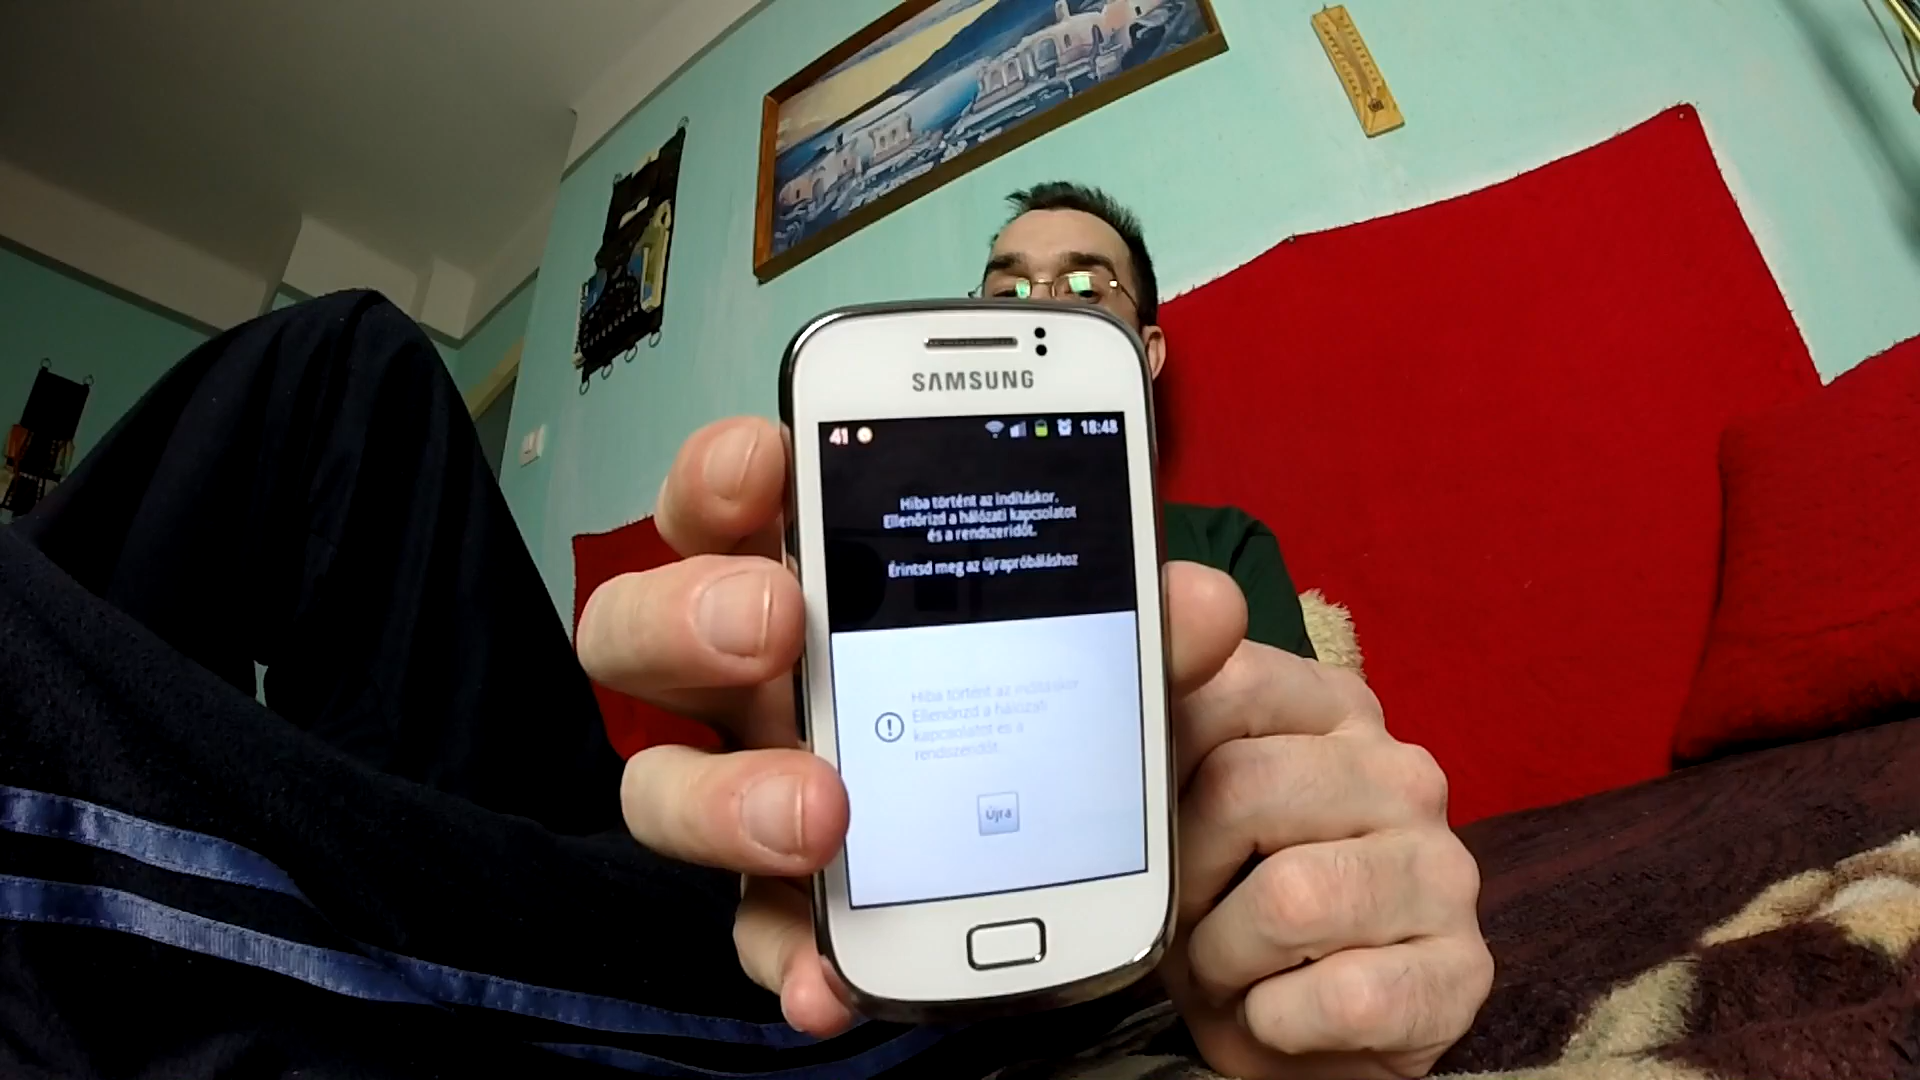 SAMSUNG
41 18:48
Hiba történt az indításkor.
Ellenőrizd a hálózati kapcsolatot
és a rendszeridőt.
Érintsd meg az újrapróbáláshoz
Hiba történt az indításkor
Ellenőrizd a hálózati
kapcsolatot és a
rendszeridőt.
Újra